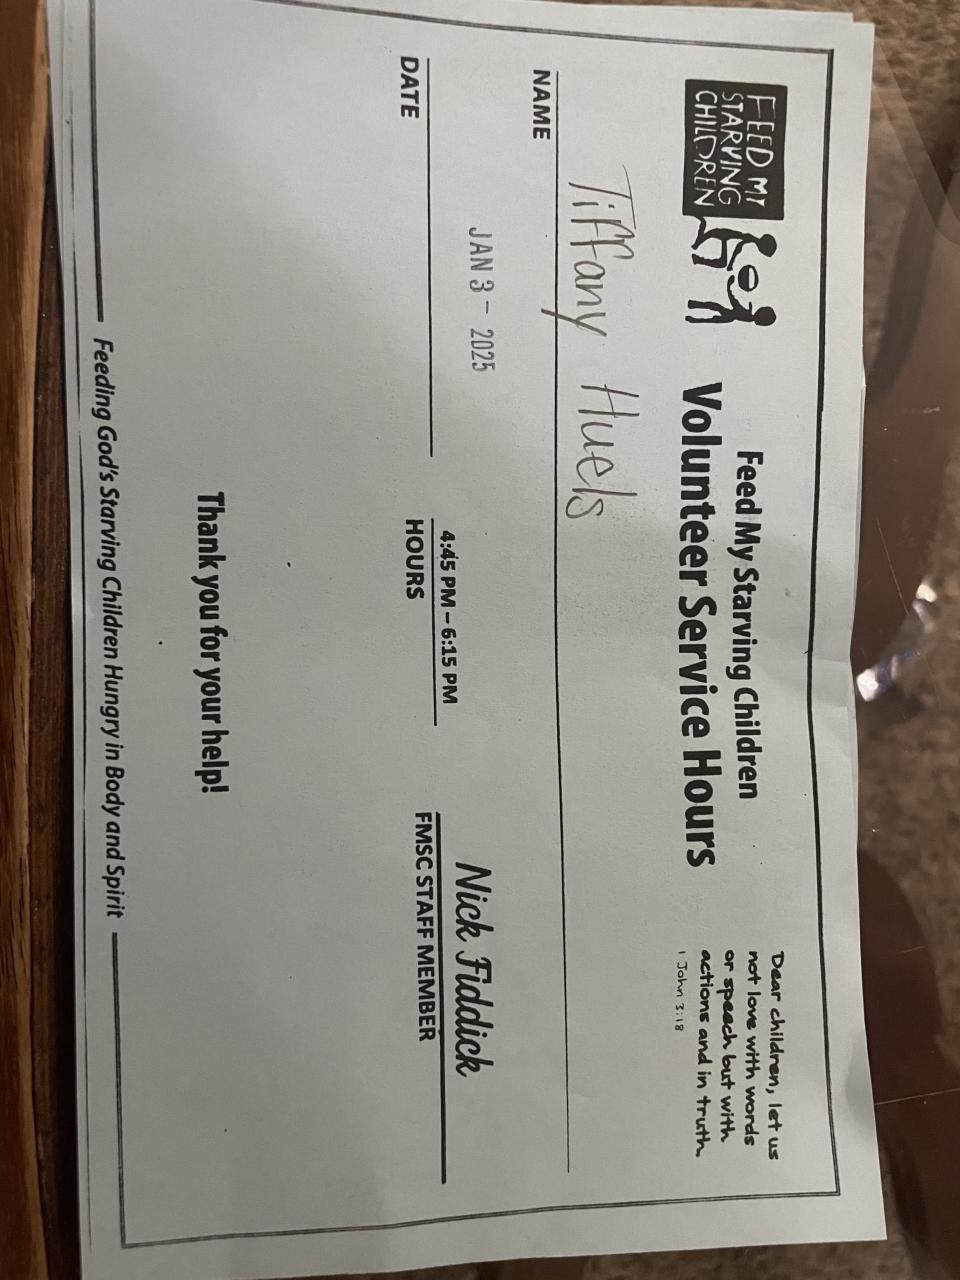 FEED MY
STARVING
CHILDREN
Feed My Starving Children
Volunteer Service Hours
Dear children, let us
not love with words
or speech but with
actions and in truth.
1 John 3:18
Tiffany Huels
NAME
JAN 3 - 2025
DATE
4:45 PM – 6:15 PM
HOURS
Nick Fiddick
FMSC STAFF MEMBER
Thank you for your help!
Feeding God's Starving Children Hungry in Body and Spirit